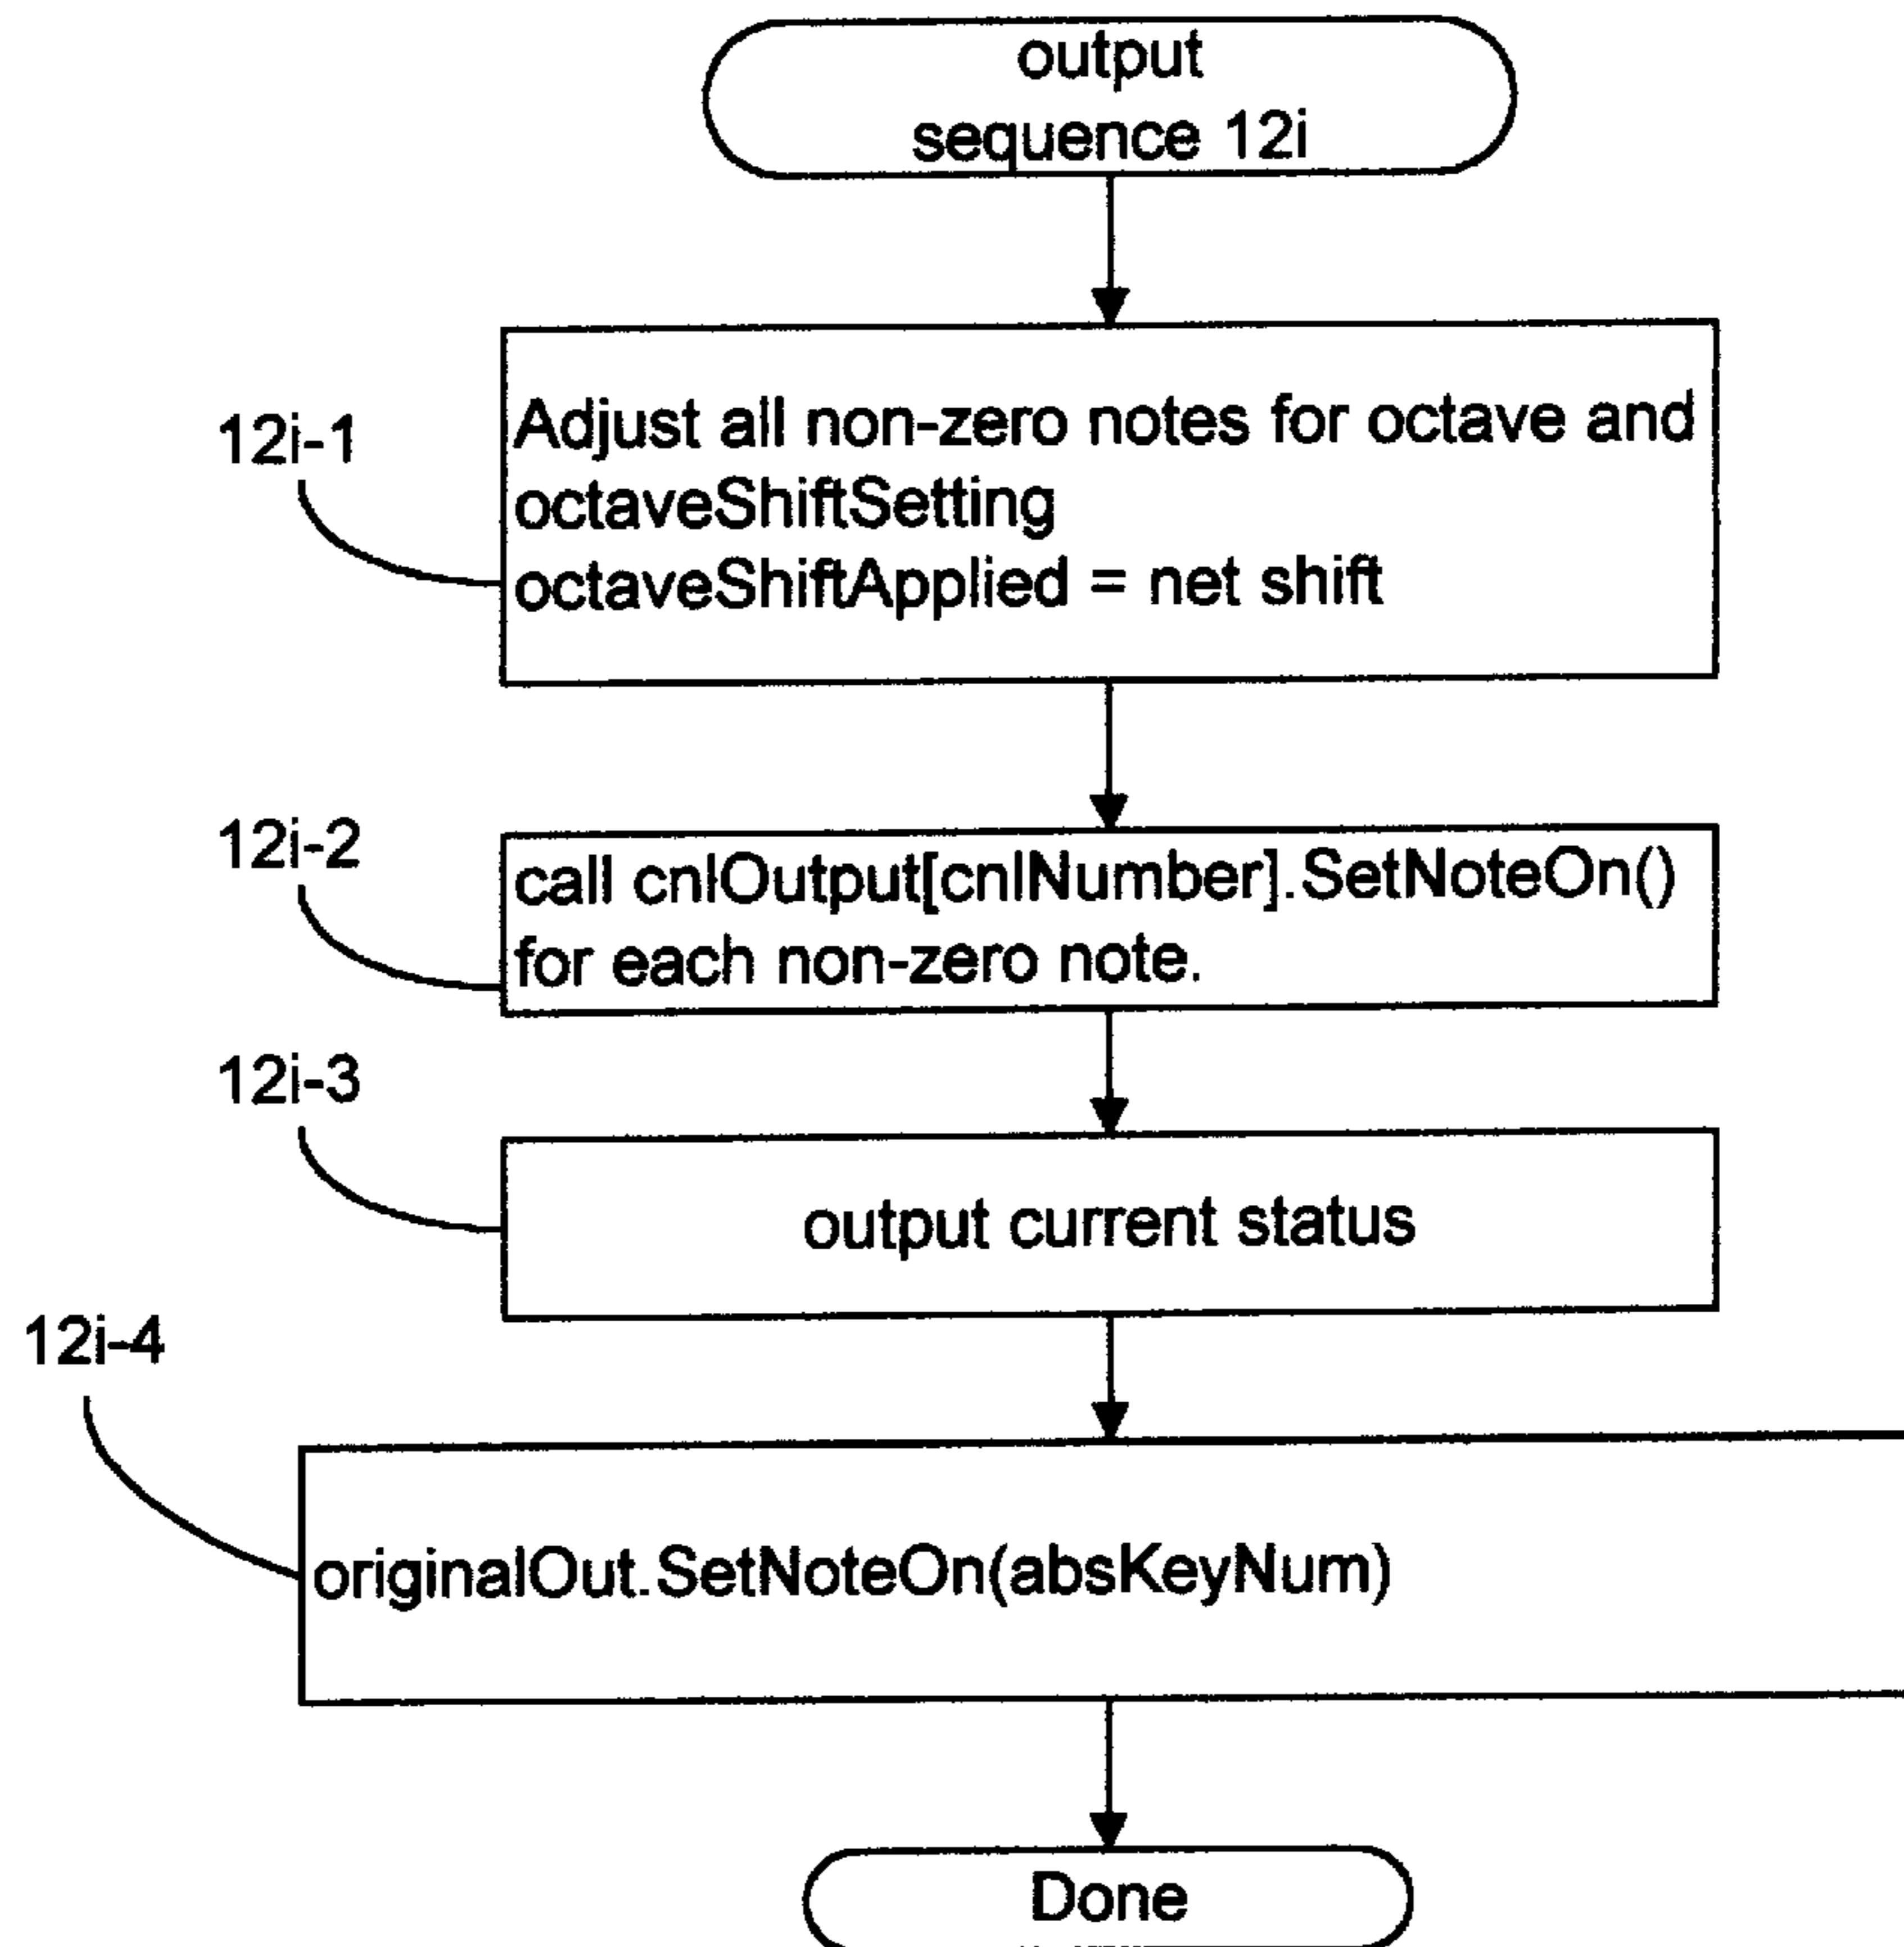 output
sequence 12i
12i-1
Adjust all non-zero notes for octave and
octaveShiftSetting
octaveShiftApplied = net shift
12i-2
call cnlOutput[cnlNumber].SetNoteOn()
for each non-zero note.
12i-3
output current status
12i-4
originalOut.SetNoteOn(absKeyNum)
Done